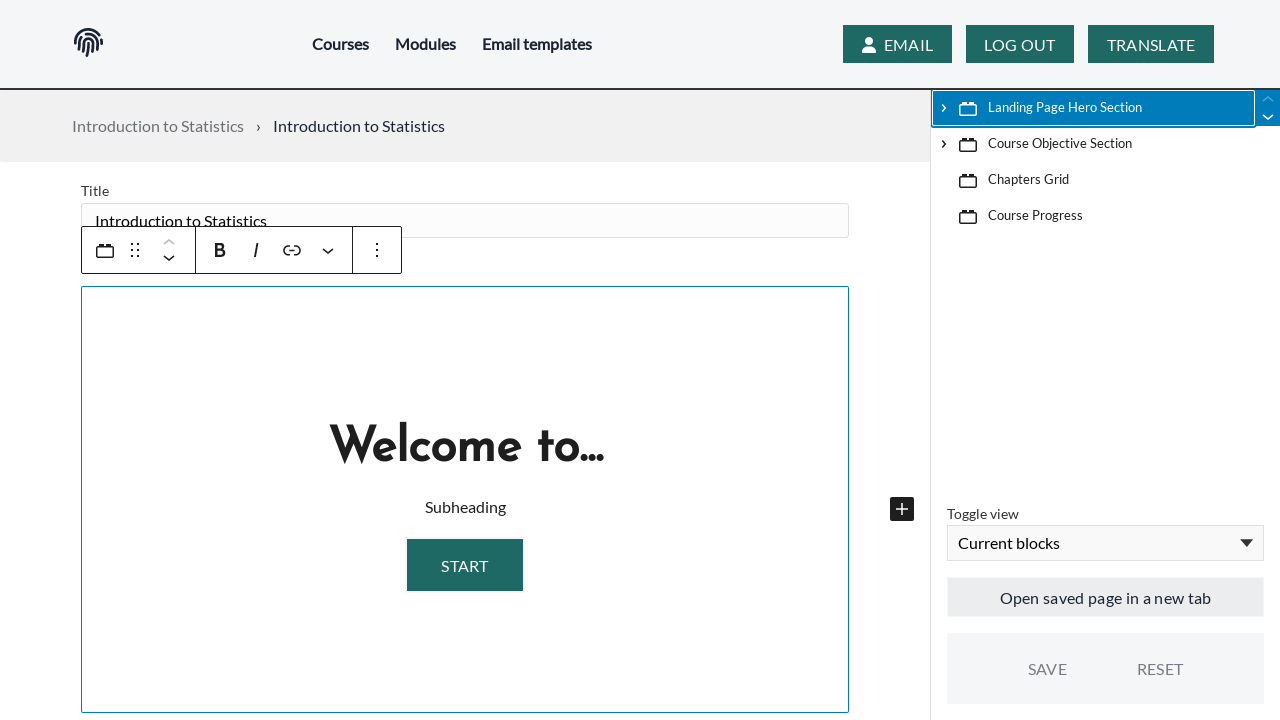 Courses Modules Email templates EMAIL LOG OUT TRANSLATE
Introduction to Statistics › Introduction to Statistics
Title
Introduction to Statistics
B I
Welcome to...
Subheading
START
Landing Page Hero Section
Course Objective Section
Chapters Grid
Course Progress
Toggle view
Current blocks
Open saved page in a new tab
SAVE RESET